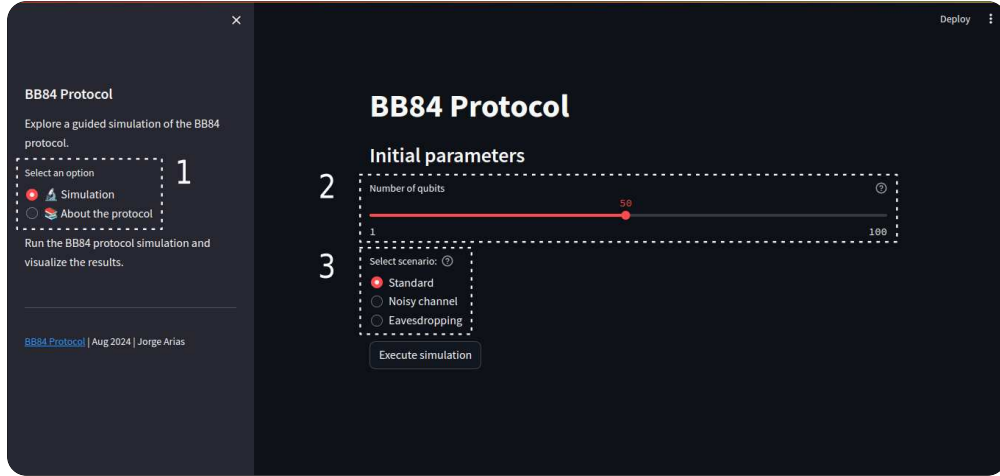 Deploy
BB84 Protocol
Explore a guided simulation of the BB84
protocol.
Select an option
Simulation
About the protocol
1
Run the BB84 protocol simulation and
visualize the results.
BB84 Protocol | Aug 2024 | Jorge Arias
BB84 Protocol
Initial parameters
2
Number of qubits
50
1
100
3
Select scenario:
Standard
Noisy channel
Eavesdropping
Execute simulation